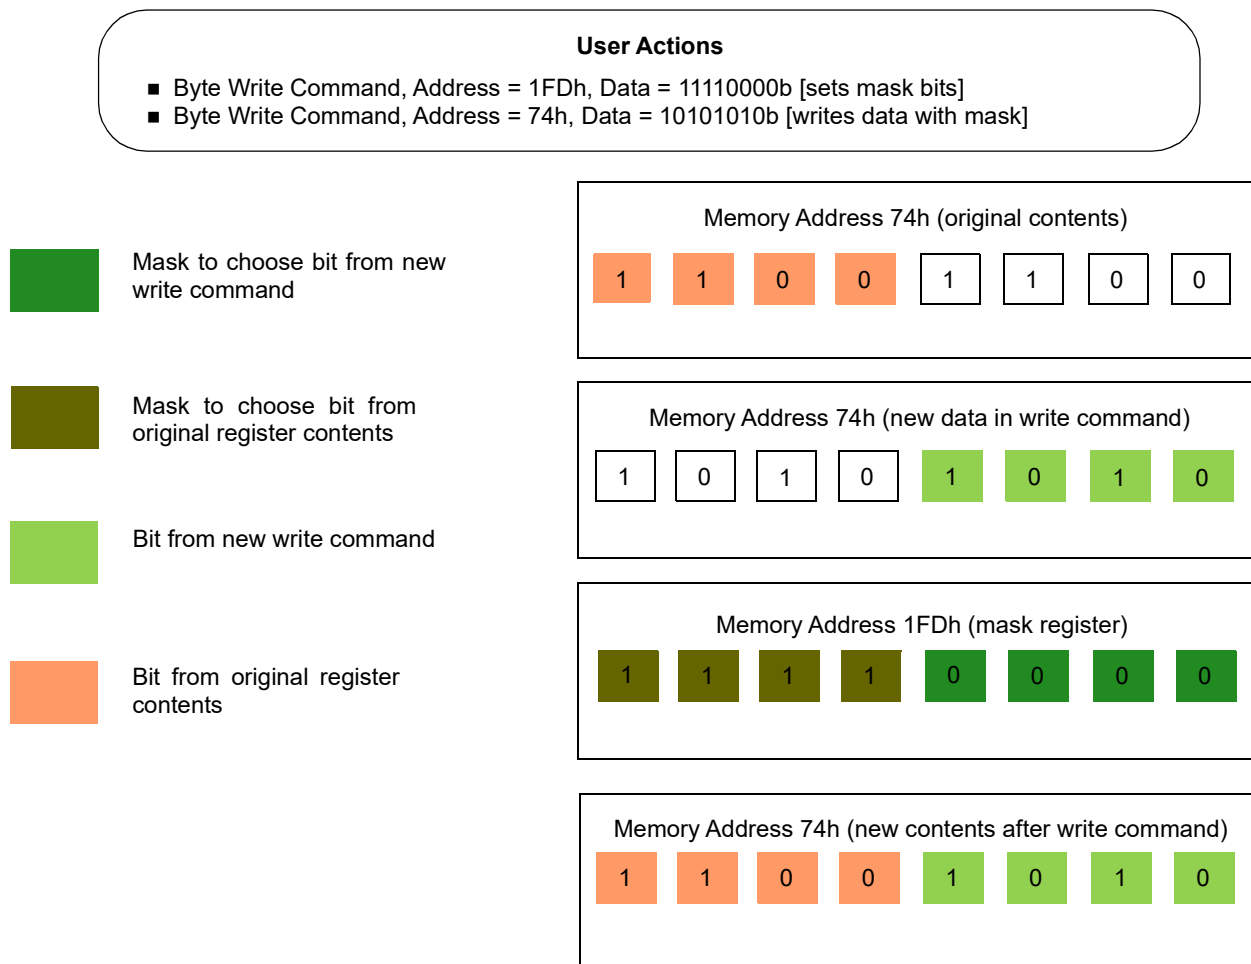 User Actions
■ Byte Write Command, Address = 1FDh, Data = 11110000b [sets mask bits]
■ Byte Write Command, Address = 74h, Data = 10101010b [writes data with mask]
Mask to choose bit from new
write command
Mask to choose bit from
original register contents
Bit from new write command
Bit from original register
contents
Memory Address 74h (original contents)
1 1 0 0 1 1 0 0
Memory Address 74h (new data in write command)
1 0 1 0 1 0 1 0
Memory Address 1FDh (mask register)
1 1 1 1 0 0 0 0
Memory Address 74h (new contents after write command)
1 1 0 0 1 0 1 0